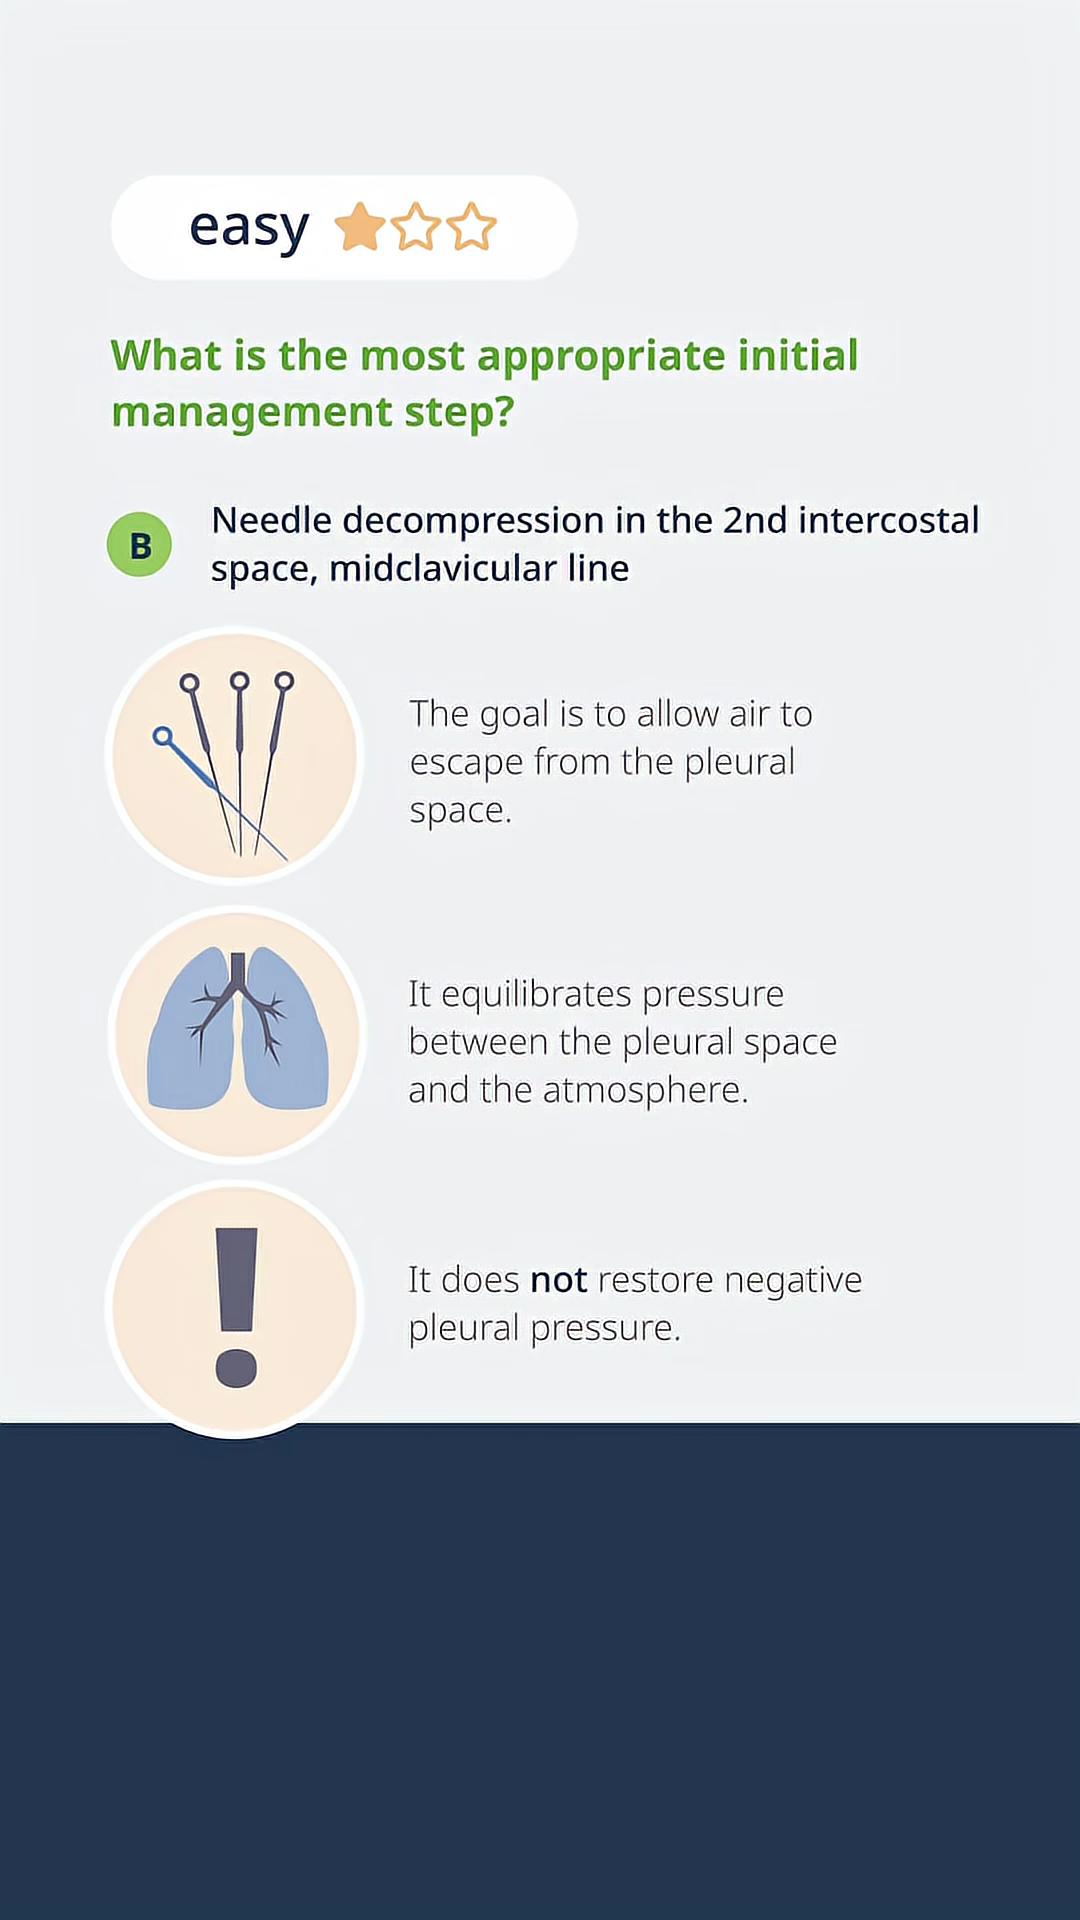 easy
What is the most appropriate initial
management step?
B
Needle decompression in the 2nd intercostal
space, midclavicular line
The goal is to allow air to
escape from the pleural
space.
It equilibrates pressure
between the pleural space
and the atmosphere.
It does not restore negative
pleural pressure.